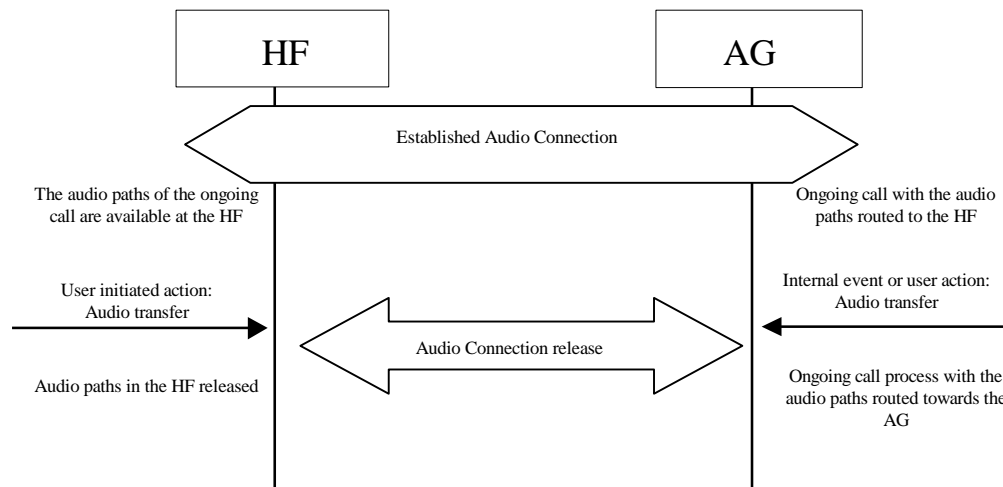 HF
AG
Established Audio Connection
The audio paths of the ongoing
call are available at the HF
Ongoing call with the audio
paths routed to the HF
User initiated action:
Audio transfer
Internal event or user action:
Audio transfer
Audio Connection release
Audio paths in the HF released
Ongoing call process with the
audio paths routed towards the
AG